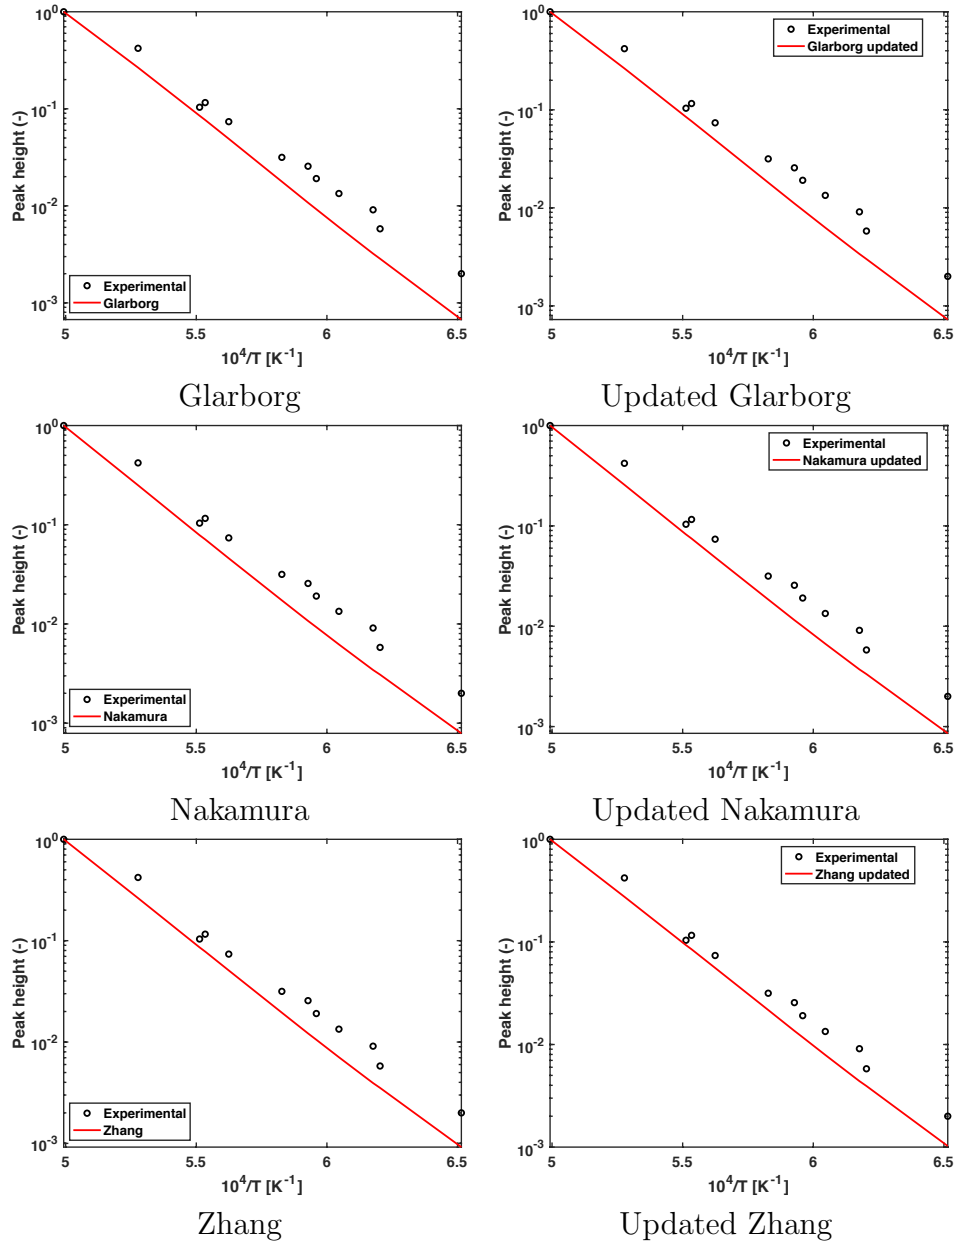 10^0
10^-1
10^-2
10^-3
Peak height (-)
Experimental
Glarborg
5
5.5
6
6.5
10^4/T [K^-1]
Glarborg
10^0
10^-1
10^-2
10^-3
Peak height (-)
Experimental
Glarborg updated
5
5.5
6
6.5
10^4/T [K^-1]
Updated Glarborg
10^0
10^-1
10^-2
10^-3
Peak height (-)
Experimental
Nakamura
5
5.5
6
6.5
10^4/T [K^-1]
Nakamura
10^0
10^-1
10^-2
10^-3
Peak height (-)
Experimental
Nakamura updated
5
5.5
6
6.5
10^4/T [K^-1]
Updated Nakamura
10^0
10^-1
10^-2
10^-3
Peak height (-)
Experimental
Zhang
5
5.5
6
6.5
10^4/T [K^-1]
Zhang
10^0
10^-1
10^-2
10^-3
Peak height (-)
Experimental
Zhang updated
5
5.5
6
6.5
10^4/T [K^-1]
Updated Zhang